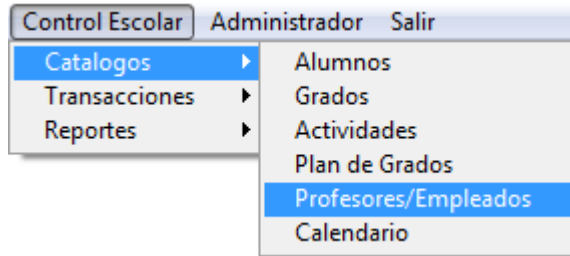 Control Escolar Administrador Salir
Catalogos
Transacciones
Reportes
Alumnos
Grados
Actividades
Plan de Grados
Profesores/Empleados
Calendario